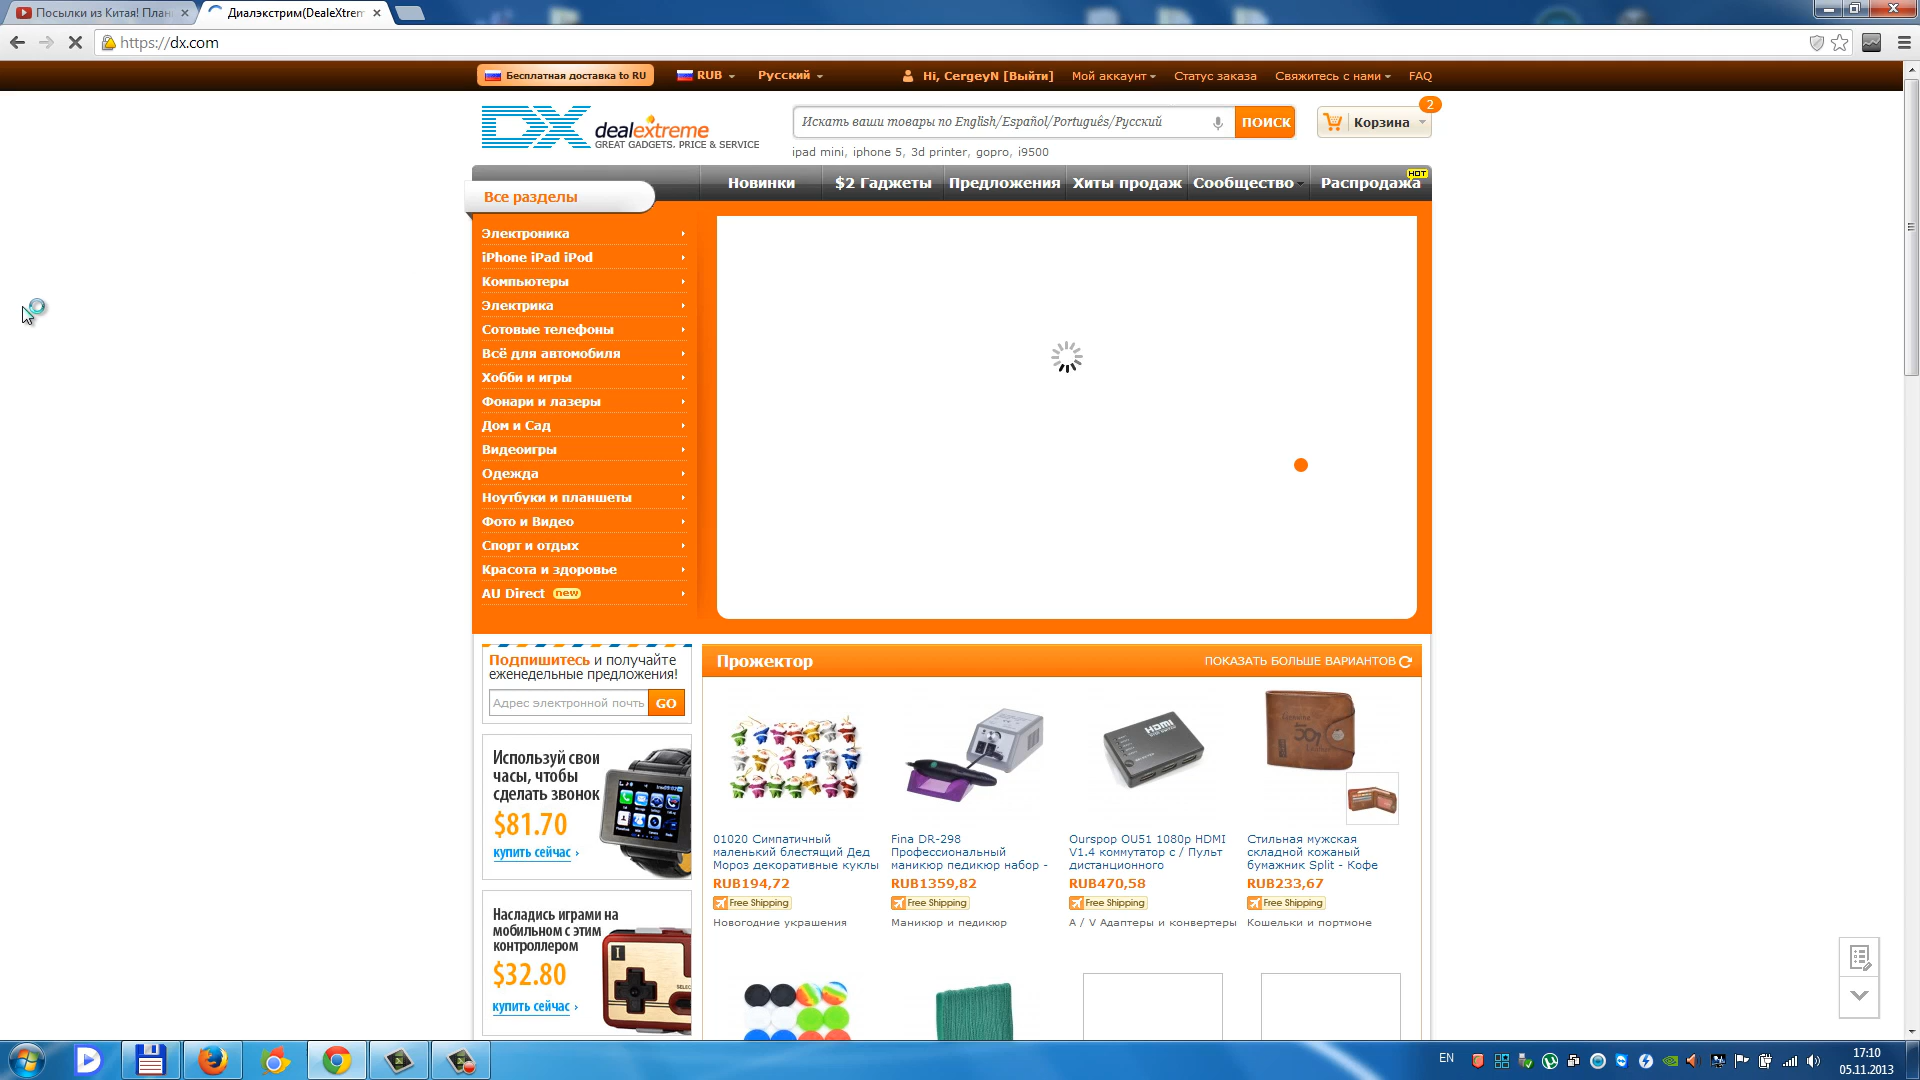 Посылки из Китая! План
Диалэкстрим(DealeXtrem
https://dx.com
Бесплатная доставка to RU
RUB
Русский
Hi, CergeyN [Выйти]
Мой аккаунт
Статус заказа
Свяжитесь с нами
FAQ
DX dealextreme
GREAT GADGETS. PRICE & SERVICE
Искать ваши товары по English/Español/Português/Русский
ПОИСК
Корзина
2
ipad mini, iphone 5, 3d printer, gopro, i9500
Все разделы
Новинки
$2 Гаджеты
Предложения
Хиты продаж
Сообщество
Распродажа
HOT
Электроника
iPhone iPad iPod
Компьютеры
Электрика
Сотовые телефоны
Всё для автомобиля
Хобби и игры
Фонари и лазеры
Дом и Сад
Видеоигры
Одежда
Ноутбуки и планшеты
Фото и Видео
Спорт и отдых
Красота и здоровье
AU Direct new
Подпишитесь и получайте
еженедельные предложения!
Адрес электронной почть
GO
Используй свои
часы, чтобы
сделать звонок
$81.70
купить сейчас ›
Насладись играми на
мобильном с этим
контроллером
$32.80
купить сейчас ›
Прожектор
ПОКАЗАТЬ БОЛЬШЕ ВАРИАНТОВ
01020 Симпатичный
маленький блестящий Дед
Мороз декоративные куклы
RUB194,72
Free Shipping
Новогодние украшения
Fina DR-298
Профессиональный
маникюр педикюр набор -
RUB1359,82
Free Shipping
Маникюр и педикюр
HDMI
Ourspop OU51 1080p HDMI
V1.4 коммутатор с / Пульт
дистанционного
RUB470,58
Free Shipping
A / V Адаптеры и конвертеры
Стильная мужская
складной кожаный
бумажник Split - Кофе
RUB233,67
Free Shipping
Кошельки и портмоне
EN
17:10
05.11.2013